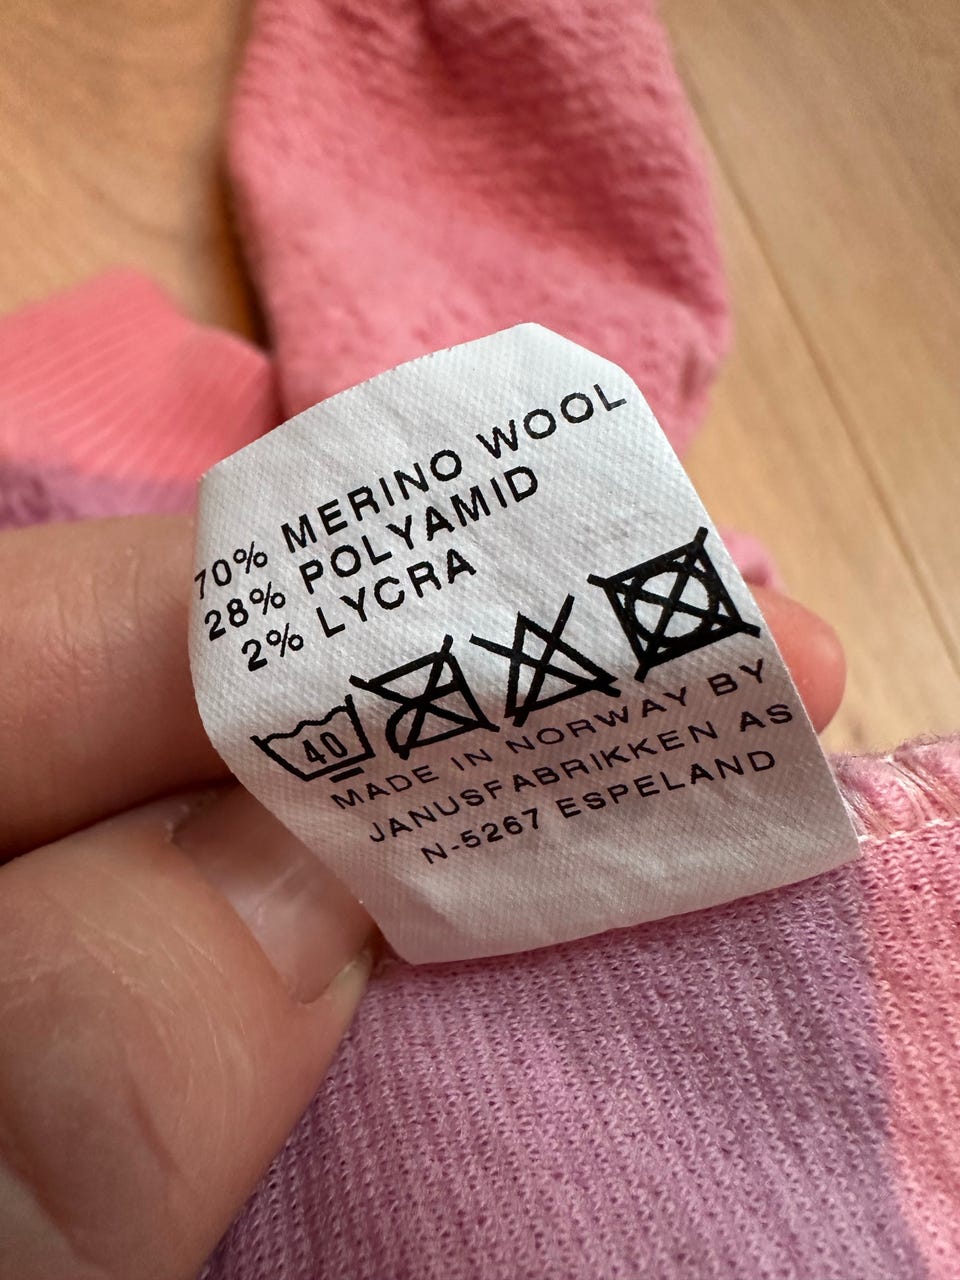 70% MERINO WOOL
28% POLYAMID
2% LYCRA
40
MADE IN NORWAY BY
JANUSFABRIKKEN AS
N-5267 ESPELAND